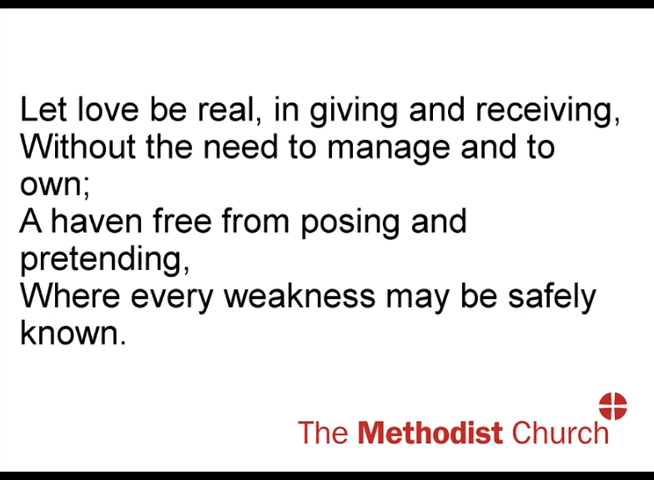 Let love be real, in giving and receiving,
Without the need to manage and to
own;
A haven free from posing and
pretending,
Where every weakness may be safely
known.
The Methodist Church